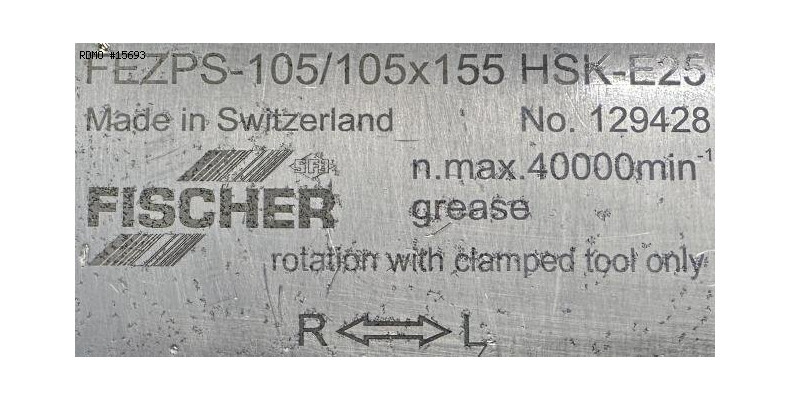 RDMO #15693
FEZPS-105/105x155 HSK-E25
Made in Switzerland No. 129428
SFA
n.max.40000min⁻¹
FISCHER
grease
rotation with clamped tool only
R ⟺ L